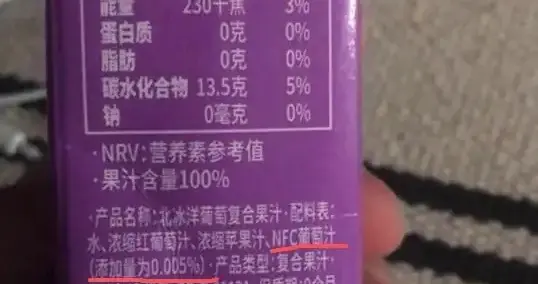 能量 230千焦 3%
蛋白质 0克 0%
脂肪 0克 0%
碳水化合物 13.5克 5%
钠 0毫克 0%
·NRV:营养素参考值
·果汁含量100%
·产品名称:北冰洋葡萄复合果汁·配料表:
水、浓缩红葡萄汁、浓缩苹果汁、NFC葡萄汁
(添加量为0.005%)·产品类型:复合果汁·